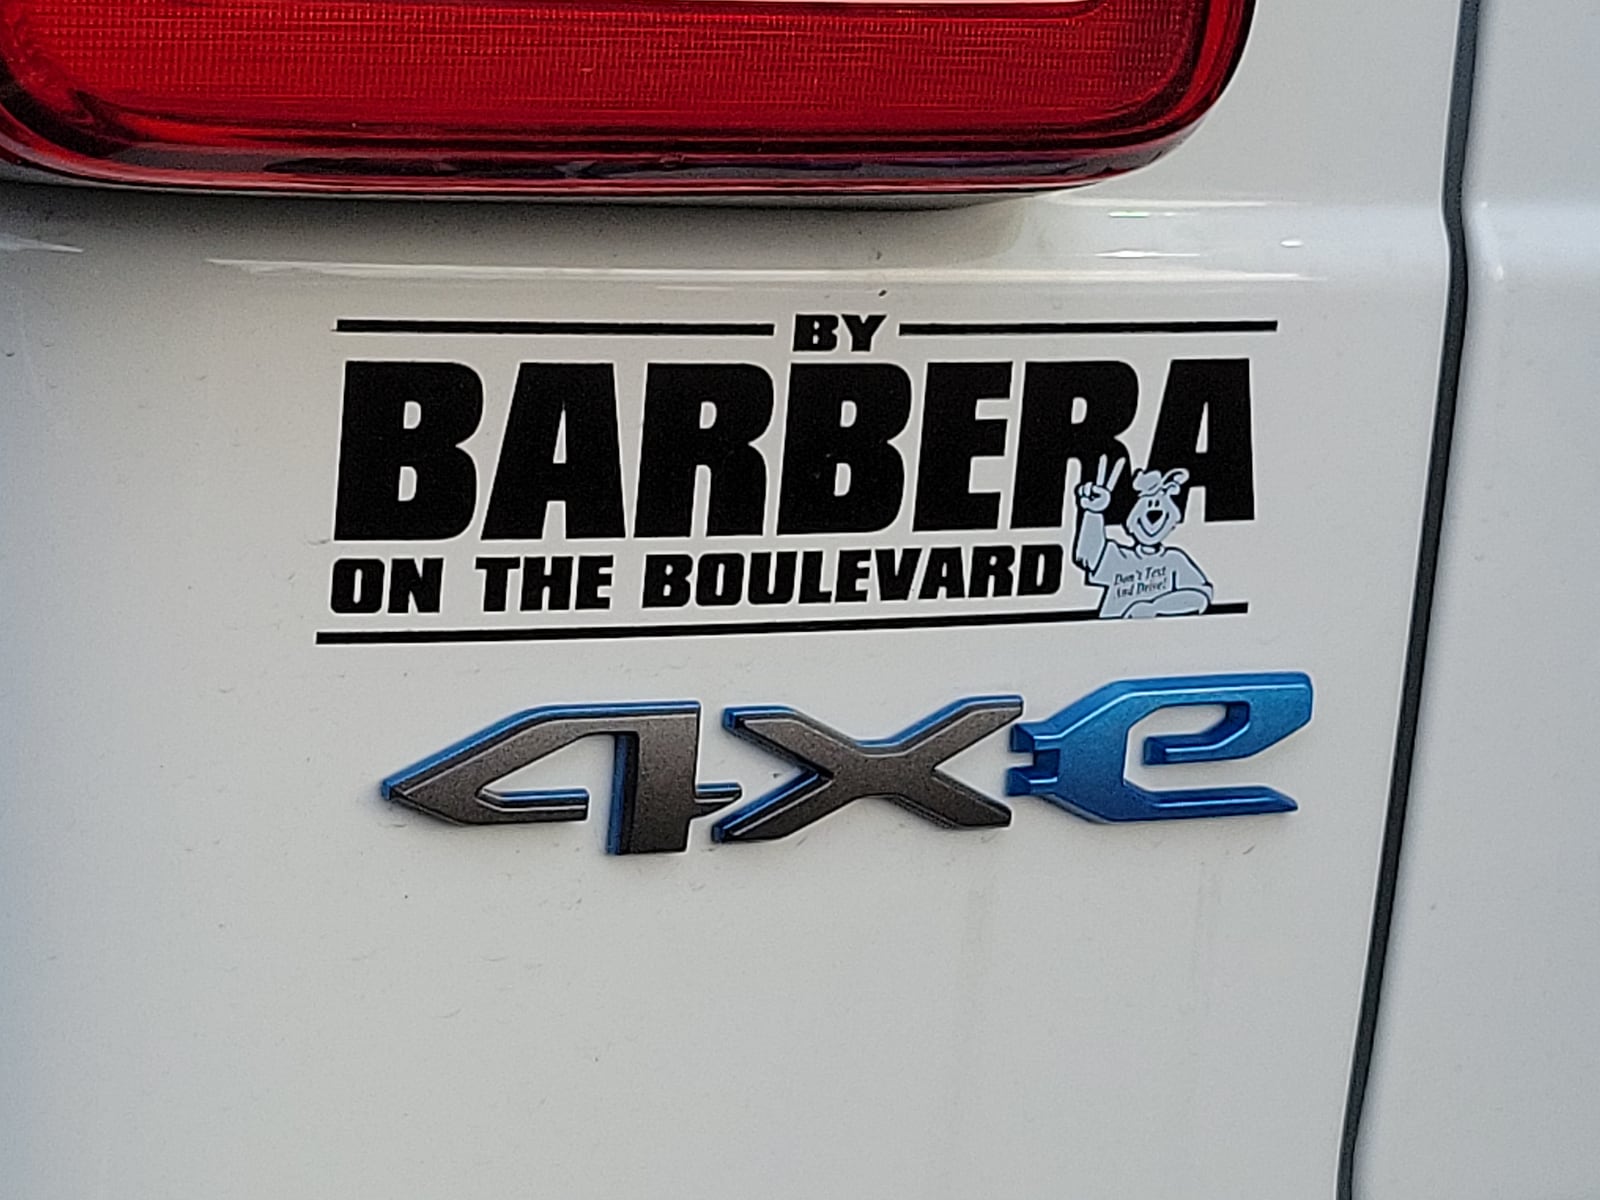 BY
BARBERA
ON THE BOULEVARD
Don't Text
And Drive!
4xe